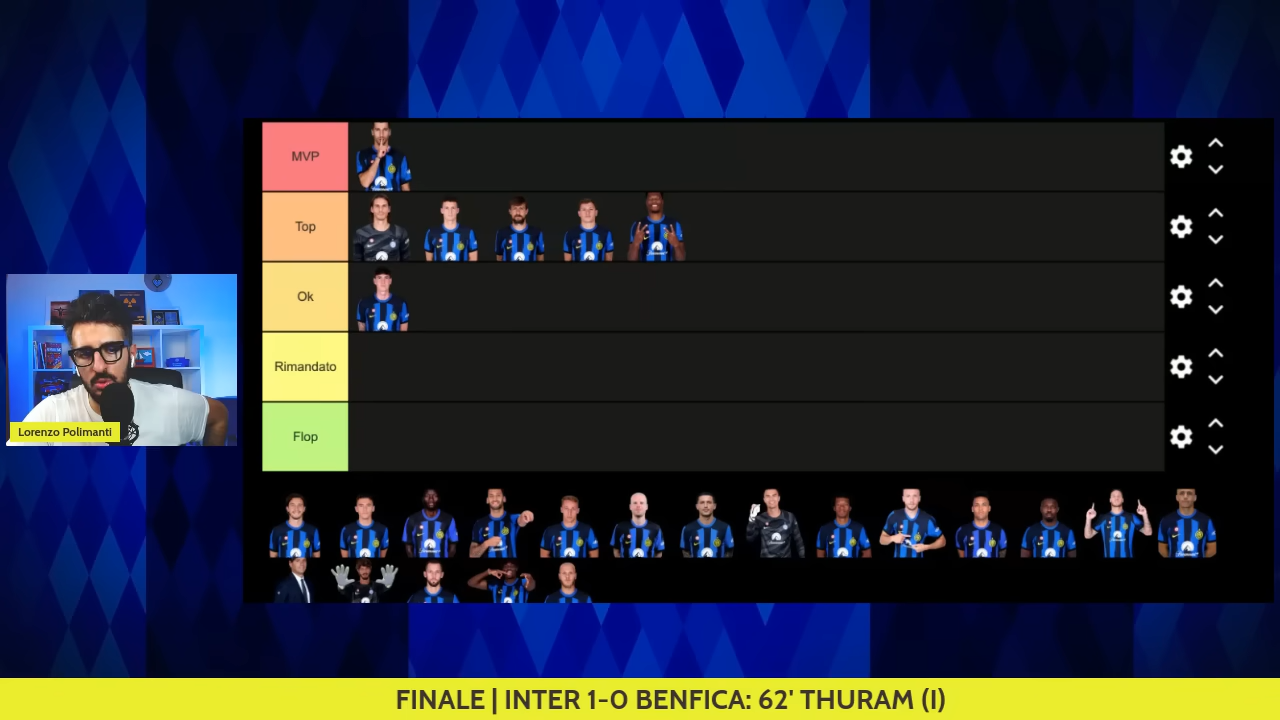 MVP
Top
Ok
Rimandato
Flop
Lorenzo Polimanti
FINALE | INTER 1-0 BENFICA: 62' THURAM (I)